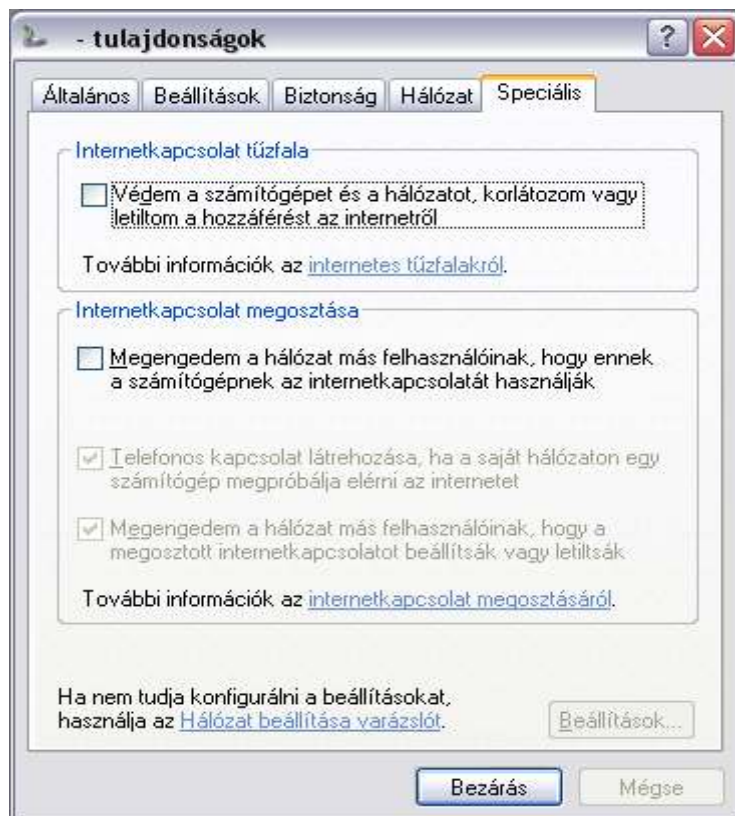 - tulajdonságok
Általános Beállítások Biztonság Hálózat Speciális
Internetkapcsolat tűzfala
Védem a számítógépet és a hálózatot, korlátozom vagy
letiltom a hozzáférést az internetről
További információk az internetes tűzfalakról.
Internetkapcsolat megosztása
Megengedem a hálózat más felhasználóinak, hogy ennek
a számítógépnek az internetkapcsolatát használják
Telefonos kapcsolat látrehozása, ha a saját hálózaton egy
számítógép megpróbálja elérni az internetet
Megengedem a hálózat más felhasználóinak, hogy a
megosztott internetkapcsolatot beállítsák vagy letiltsák
További információk az internetkapcsolat megosztásáról.
Ha nem tudja konfigurálni a beállításokat,
használja az Hálózat beállítása varázslót.
Beállítások...
Bezárás Mégse